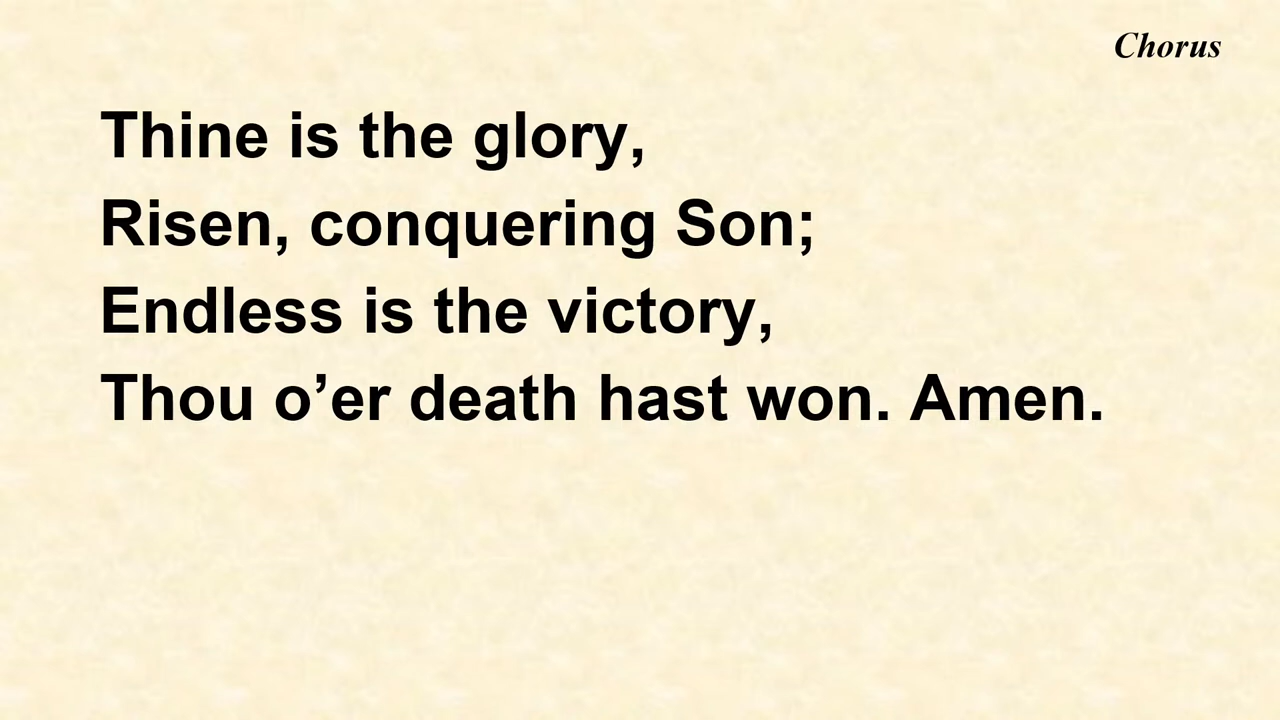 Chorus
Thine is the glory,
Risen, conquering Son;
Endless is the victory,
Thou o’er death hast won. Amen.